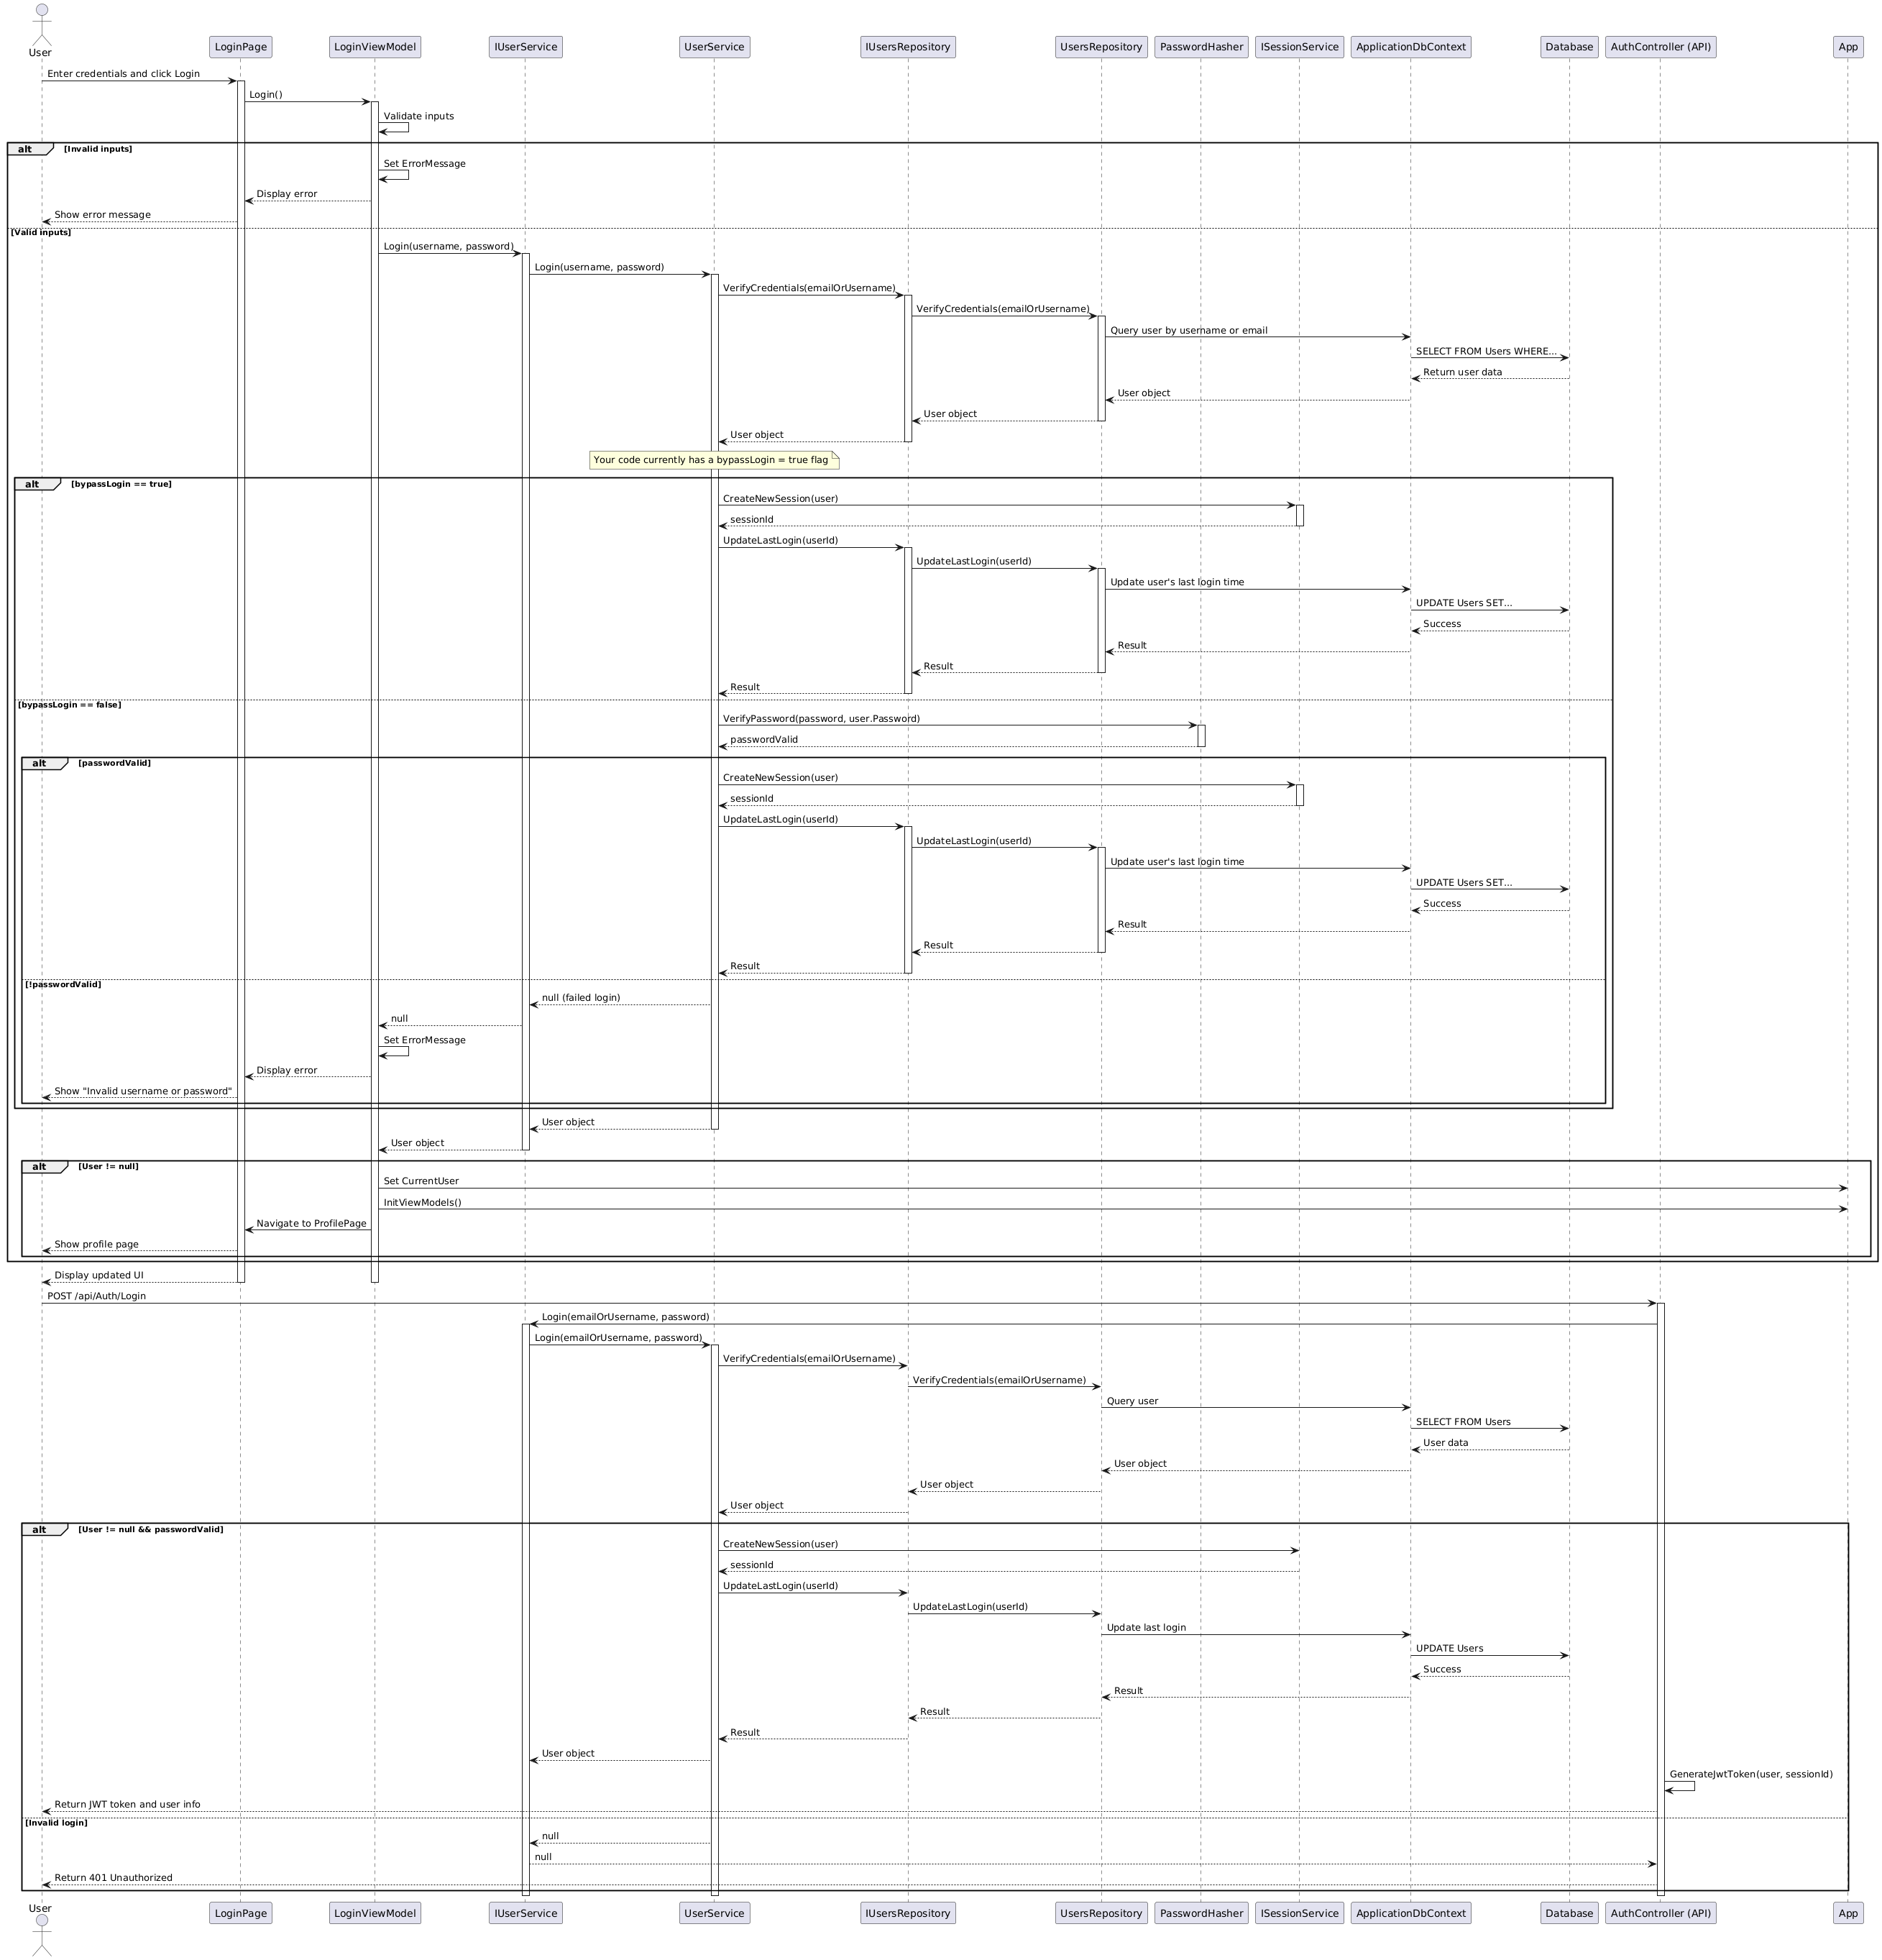 User
LoginPage
LoginViewModel
IUserService
UserService
IUsersRepository
UsersRepository
PasswordHasher
ISessionService
ApplicationDbContext
Database
AuthController (API)
App
Enter credentials and click Login
Login()
Validate inputs
alt [Invalid inputs]
Set ErrorMessage
Display error
Show error message
[Valid inputs]
Login(username, password)
Login(username, password)
VerifyCredentials(emailOrUsername)
VerifyCredentials(emailOrUsername)
Query user by username or email
SELECT FROM Users WHERE...
Return user data
User object
User object
User object
Your code currently has a bypassLogin = true flag
alt [bypassLogin == true]
CreateNewSession(user)
sessionId
UpdateLastLogin(userId)
UpdateLastLogin(userId)
Update user's last login time
UPDATE Users SET...
Success
Result
Result
Result
[bypassLogin == false]
VerifyPassword(password, user.Password)
passwordValid
alt [passwordValid]
CreateNewSession(user)
sessionId
UpdateLastLogin(userId)
UpdateLastLogin(userId)
Update user's last login time
UPDATE Users SET...
Success
Result
Result
Result
[!passwordValid]
null (failed login)
null
Set ErrorMessage
Display error
Show "Invalid username or password"
User object
User object
alt [User != null]
Set CurrentUser
InitViewModels()
Navigate to ProfilePage
Show profile page
Display updated UI
POST /api/Auth/Login
Login(emailOrUsername, password)
Login(emailOrUsername, password)
VerifyCredentials(emailOrUsername)
VerifyCredentials(emailOrUsername)
Query user
SELECT FROM Users
User data
User object
User object
User object
alt [User != null && passwordValid]
CreateNewSession(user)
sessionId
UpdateLastLogin(userId)
UpdateLastLogin(userId)
Update last login
UPDATE Users
Success
Result
Result
Result
User object
GenerateJwtToken(user, sessionId)
Return JWT token and user info
[Invalid login]
null
null
Return 401 Unauthorized
User
LoginPage
LoginViewModel
IUserService
UserService
IUsersRepository
UsersRepository
PasswordHasher
ISessionService
ApplicationDbContext
Database
AuthController (API)
App